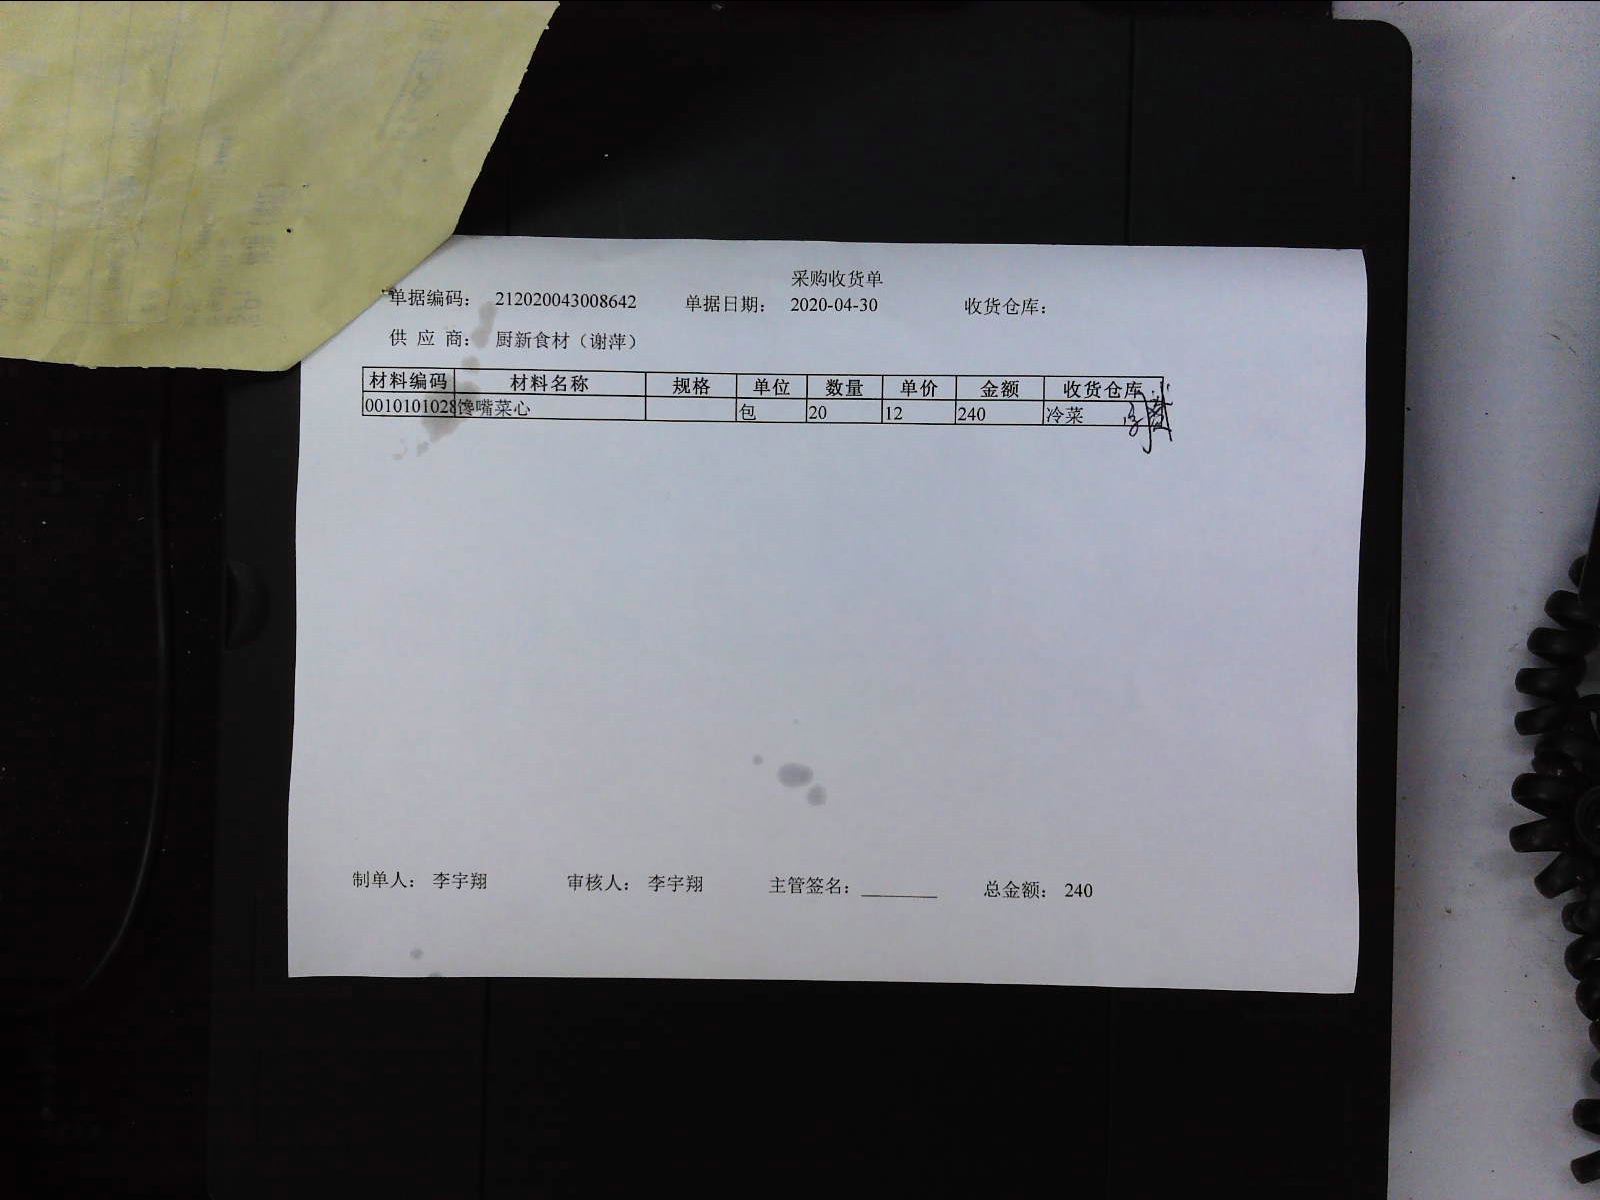 采购收货单
单据编码： 212020043008642 单据日期： 2020-04-30 收货仓库：
供 应 商： 厨新食材（谢萍）
材料编码 材料名称 规格 单位 数量 单价 金额 收货仓库
0010101028 馋嘴菜心 包 20 12 240 冷菜
制单人： 李宇翔 审核人： 李宇翔 主管签名： 总金额： 240